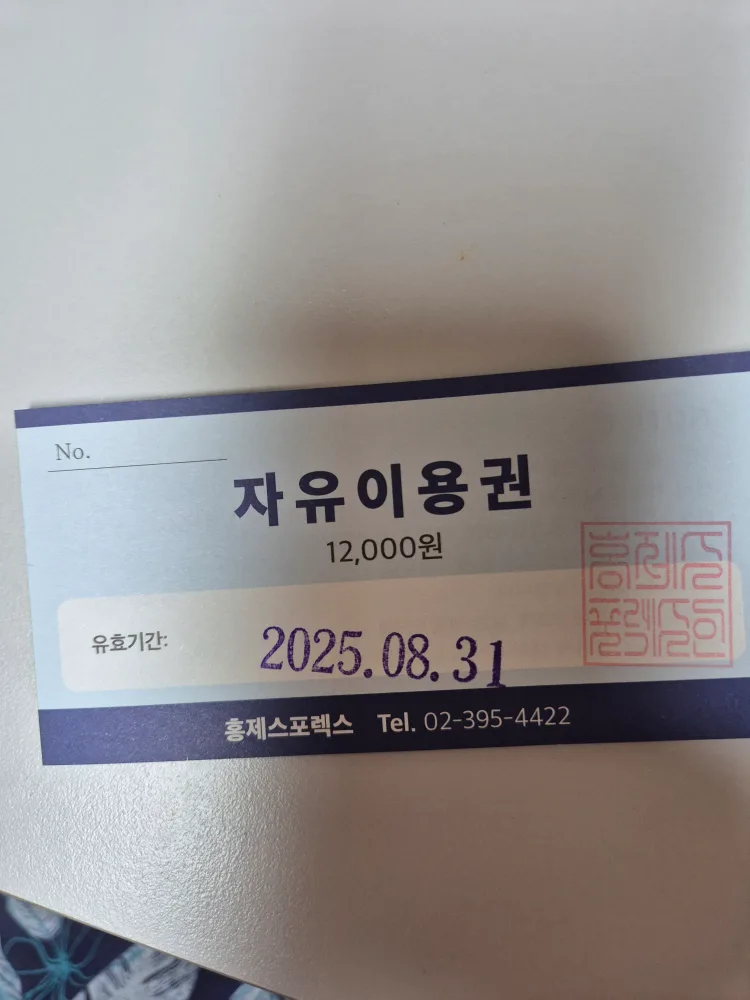 No.
자유이용권
12,000원
유효기간:
2025.08.31
홍제스포렉스 Tel. 02-395-4422